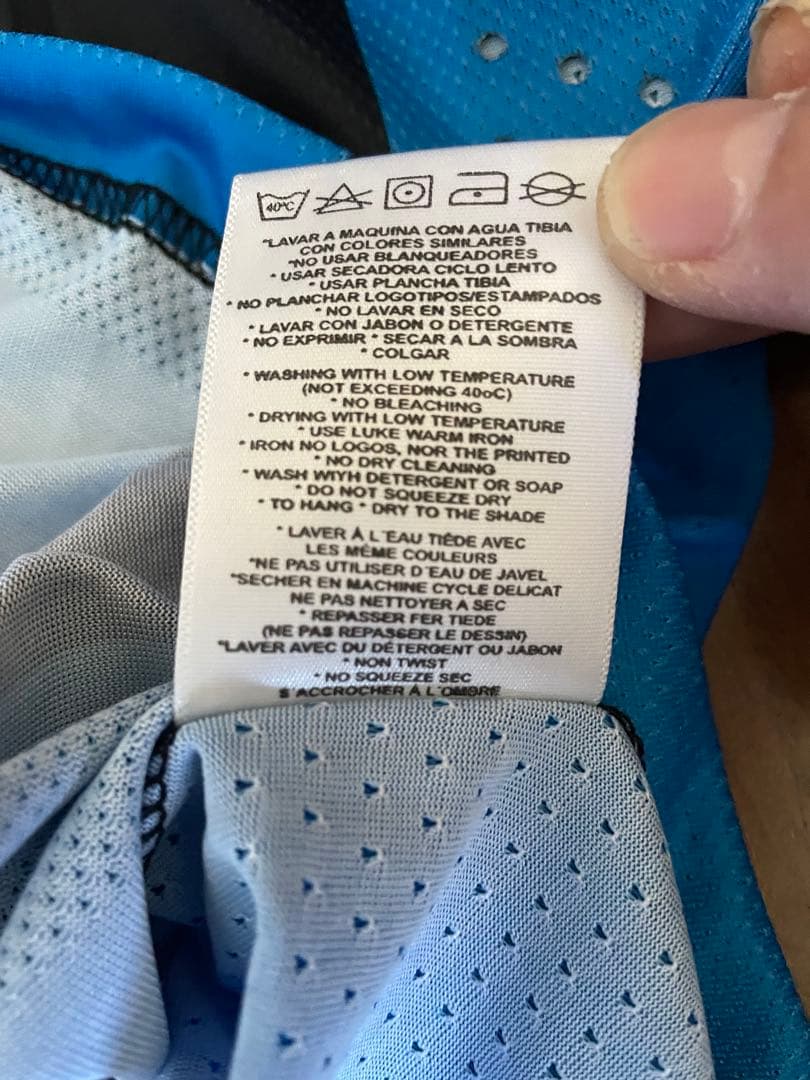 40ºC
*LAVAR A MAQUINA CON AGUA TIBIA
CON COLORES SIMILARES
*NO USAR BLANQUEADORES
* USAR SECADORA CICLO LENTO
* USAR PLANCHA TIBIA
* NO PLANCHAR LOGOTIPOS/ESTAMPADOS
* NO LAVAR EN SECO
* LAVAR CON JABON O DETERGENTE
* NO EXPRIMIR * SECAR A LA SOMBRA
* COLGAR
* WASHING WITH LOW TEMPERATURE
(NOT EXCEEDING 40oC)
* NO BLEACHING
* DRYING WITH LOW TEMPERATURE
* USE LUKE WARM IRON
* IRON NO LOGOS, NOR THE PRINTED
* NO DRY CLEANING
* WASH WIYH DETERGENT OR SOAP
* DO NOT SQUEEZE DRY
* TO HANG * DRY TO THE SHADE
* LAVER À L´EAU TIÈDE AVEC
LES MÉME COULEURS
*NE PAS UTILISER D´EAU DE JAVEL
*SECHER EN MACHINE CYCLE DELICAT
NE PAS NETTOYER A SEC
* REPASSER FER TIEDE
(NE PAS REPASSER LE DESSIN)
*LAVER AVEC DU DÉTERGENT OU JABON
* NON TWIST
* NO SQUEEZE SEC
S´ACCROCHER À L´OMBRE